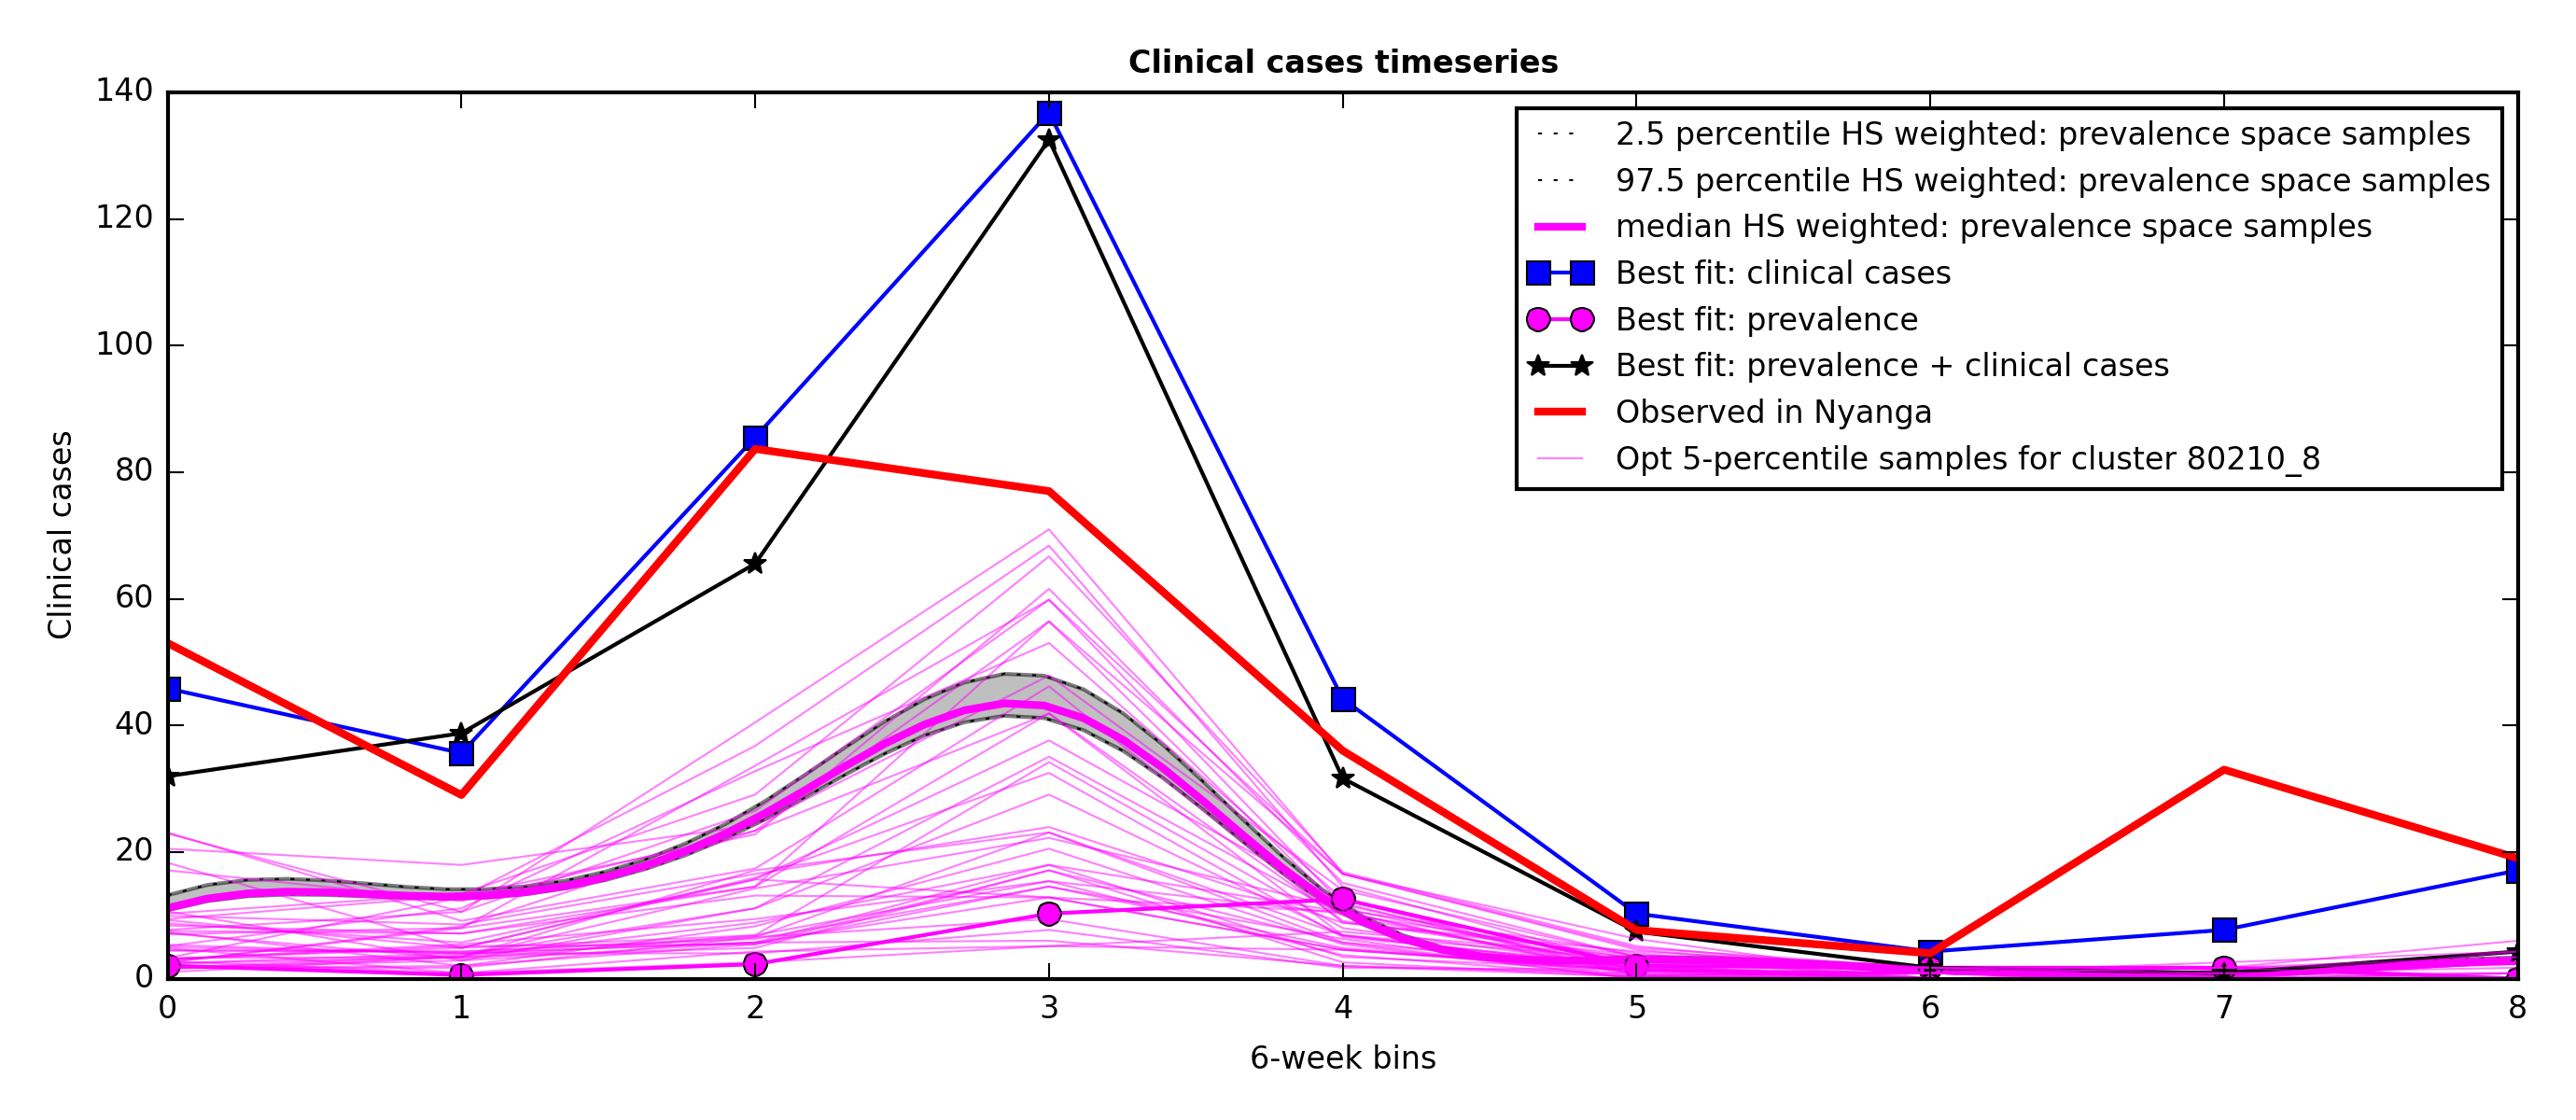 Clinical cases timeseries
140
120
100
80
60
40
20
0
Clinical cases
2.5 percentile HS weighted: prevalence space samples
97.5 percentile HS weighted: prevalence space samples
median HS weighted: prevalence space samples
Best fit: clinical cases
Best fit: prevalence
Best fit: prevalence + clinical cases
Observed in Nyanga
Opt 5-percentile samples for cluster 80210_8
0 1 2 3 4 5 6 7 8
6-week bins